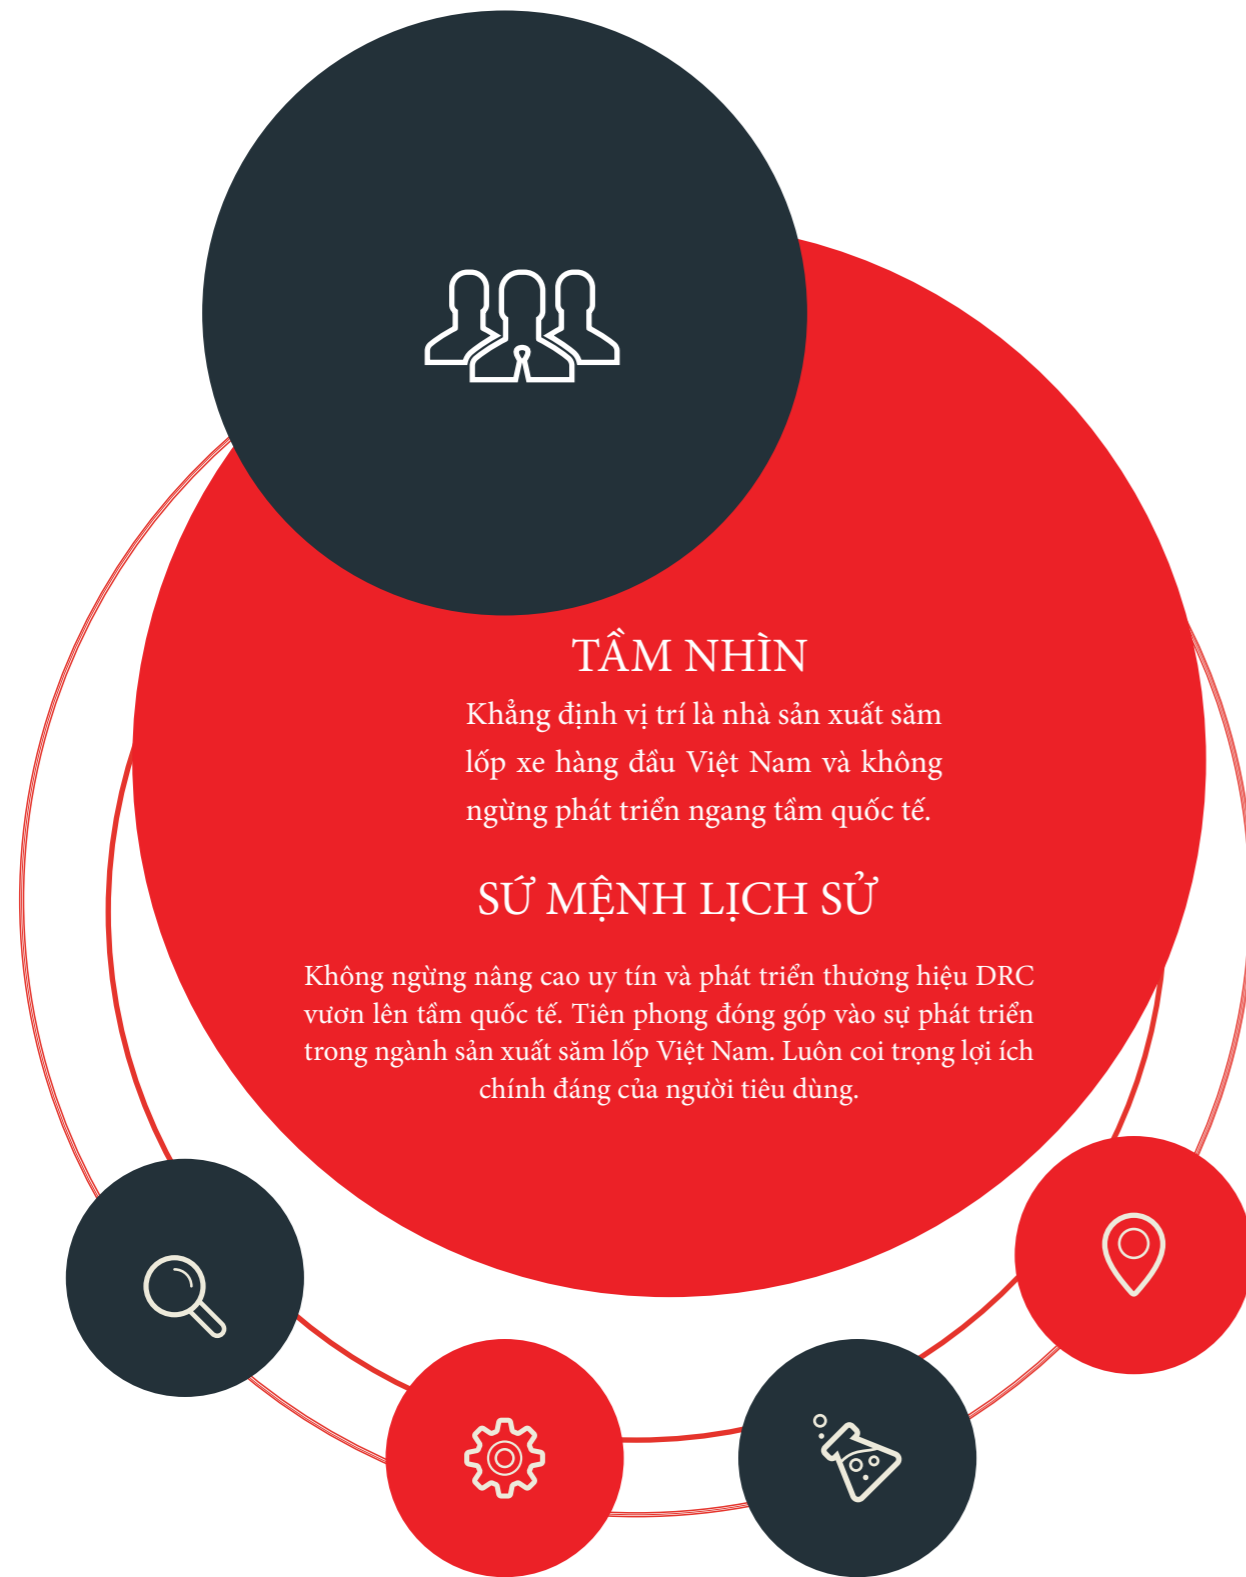 TẦM NHÌN
Khẳng định vị trí là nhà sản xuất săm
lốp xe hàng đầu Việt Nam và không
ngừng phát triển ngang tầm quốc tế.
SỨ MỆNH LỊCH SỬ
Không ngừng nâng cao uy tín và phát triển thương hiệu DRC
vươn lên tầm quốc tế. Tiên phong đóng góp vào sự phát triển
trong ngành sản xuất săm lốp Việt Nam. Luôn coi trọng lợi ích
chính đáng của người tiêu dùng.